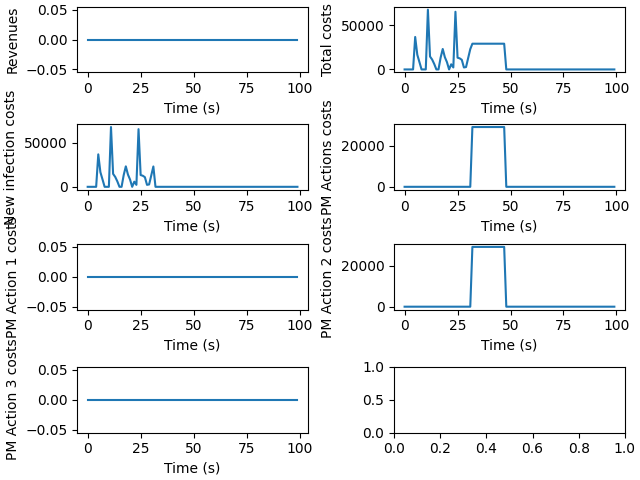 Revenues
0.05
0.00
−0.05
0 25 50 75 100
Time (s)
Total costs
50000
0
0 25 50 75 100
Time (s)
New infection costs
50000
0
0 25 50 75 100
Time (s)
PM Actions costs
20000
0
0 25 50 75 100
Time (s)
PM Action 1 costs
0.05
0.00
−0.05
0 25 50 75 100
Time (s)
PM Action 2 costs
20000
0
0 25 50 75 100
Time (s)
PM Action 3 costs
0.05
0.00
−0.05
0 25 50 75 100
Time (s)
1.0
0.5
0.0
0.0 0.2 0.4 0.6 0.8 1.0